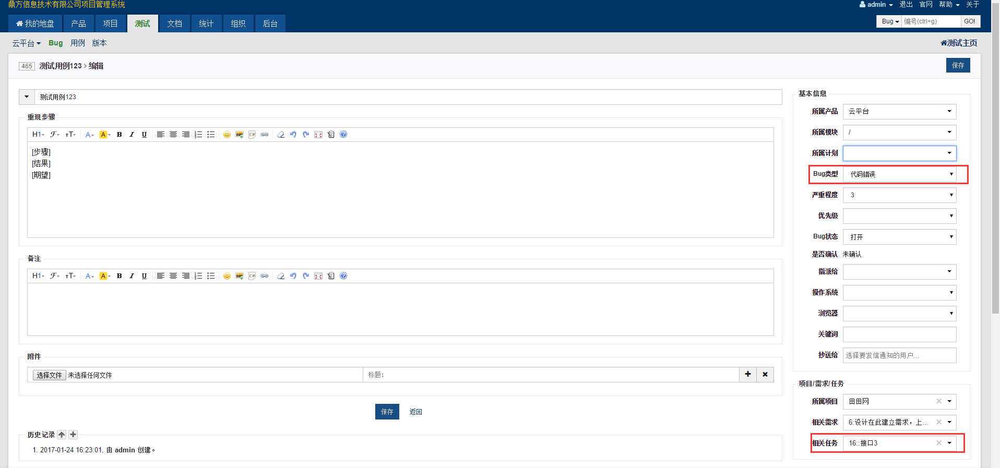 鼎方信息技术有限公司项目管理系统
admin 退出 官网 帮助 关于
我的地盘 产品 项目 测试 文档 统计 组织 后台
Bug 编号(ctrl+g) GO!
云平台 Bug 用例 版本
测试主页
465 测试用例123 › 编辑
保存
测试用例123
重现步骤
H1 F тT A A B I U
[步骤]
[结果]
[期望]
备注
H1 F тT A A B I U
附件
选择文件 未选择任何文件 标题：
保存 返回
历史记录
1. 2017-01-24 16:23:01, 由 admin 创建。
基本信息
所属产品 云平台
所属模块 /
所属计划
Bug类型 代码错误
严重程度 3
优先级
Bug状态 打开
是否确认 未确认
指派给
操作系统
浏览器
关键词
抄送给 选择要发信通知的用户...
项目/需求/任务
所属项目 田田网
相关需求 6:设计在此建立需求，上...
相关任务 16::接口3